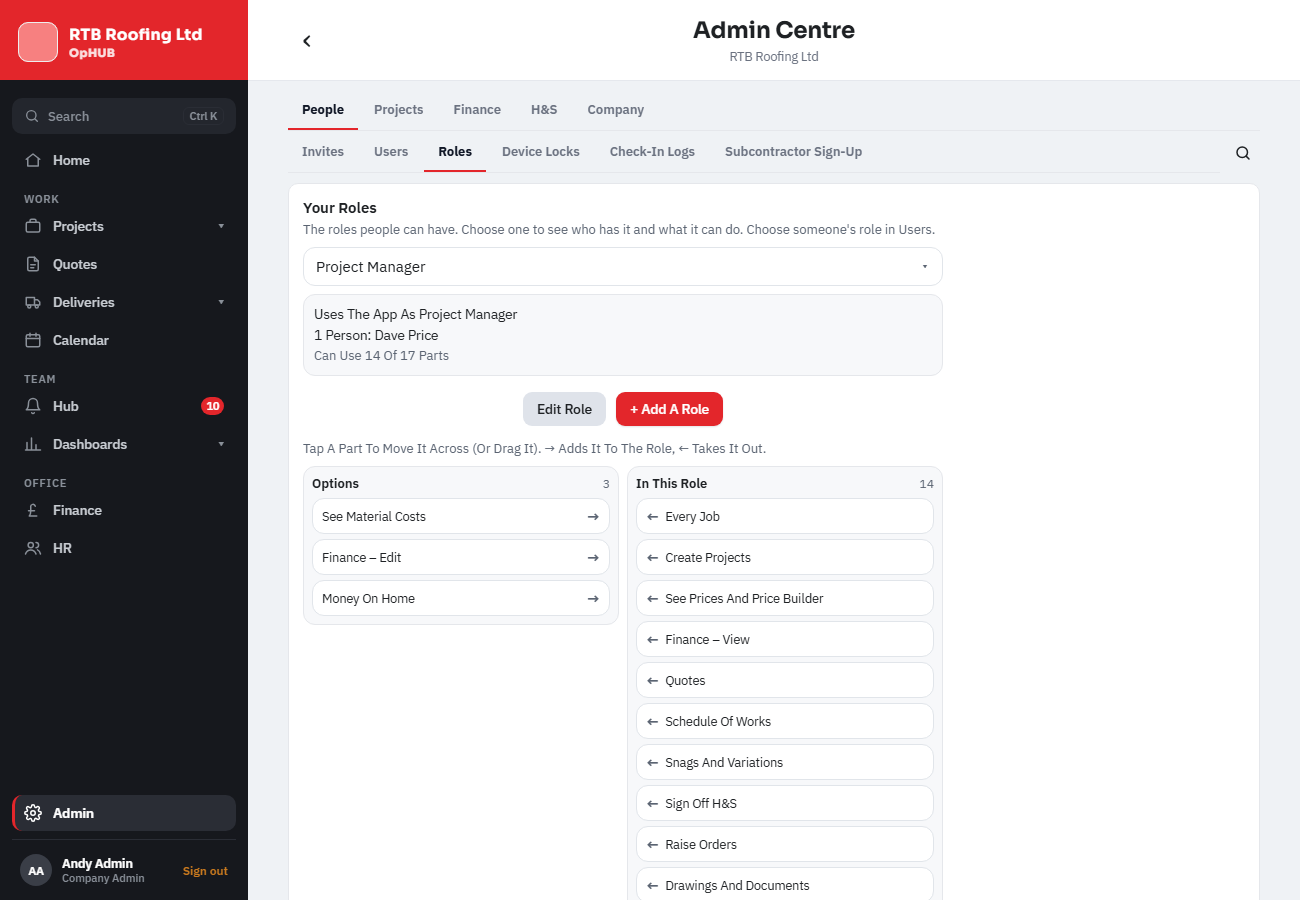 RTB Roofing Ltd
OpHUB
Search
Ctrl K
Home
WORK
Projects
Quotes
Deliveries
Calendar
TEAM
Hub
10
Dashboards
OFFICE
Finance
HR
Admin
AA
Andy Admin
Company Admin
Sign out
Admin Centre
RTB Roofing Ltd
People Projects Finance H&S Company
Invites Users Roles Device Locks Check-In Logs Subcontractor Sign-Up
Your Roles
The roles people can have. Choose one to see who has it and what it can do. Choose someone's role in Users.
Project Manager
Uses The App As Project Manager
1 Person: Dave Price
Can Use 14 Of 17 Parts
Edit Role
+ Add A Role
Tap A Part To Move It Across (Or Drag It). → Adds It To The Role, ← Takes It Out.
Options 3
See Material Costs →
Finance – Edit →
Money On Home →
In This Role 14
← Every Job
← Create Projects
← See Prices And Price Builder
← Finance – View
← Quotes
← Schedule Of Works
← Snags And Variations
← Sign Off H&S
← Raise Orders
← Drawings And Documents